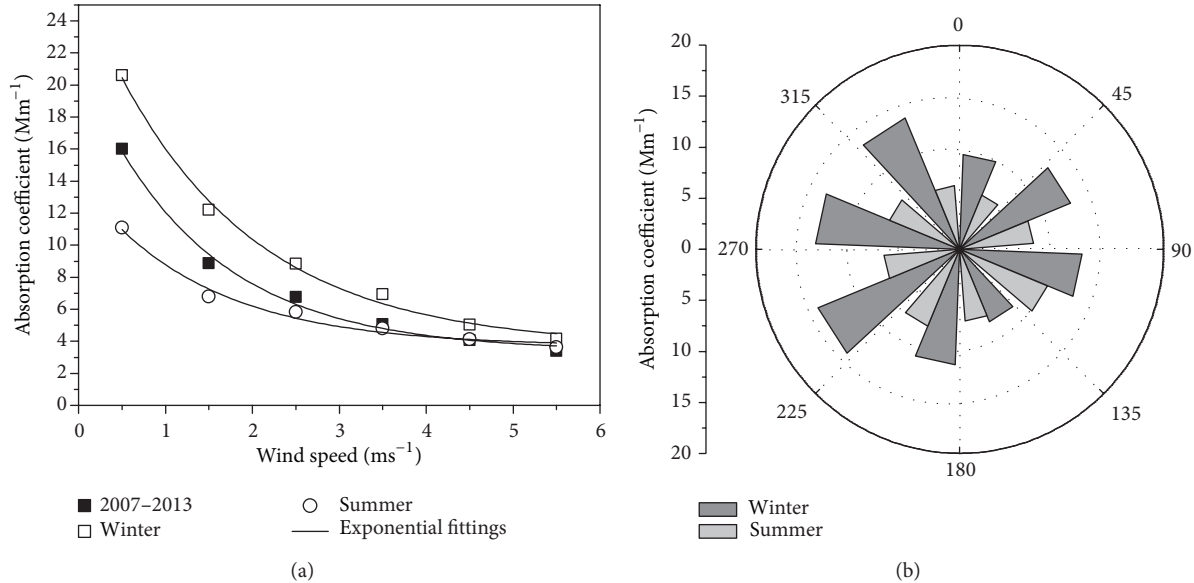 24
22
20
18
16
14
12
10
8
6
4
2
0
Absorption coefficient (Mm⁻¹)
0 1 2 3 4 5 6
Wind speed (ms⁻¹)
2007–2013
Summer
Winter
Exponential fittings
(a)
20
15
10
5
0
5
10
15
20
Absorption coefficient (Mm⁻¹)
0
45
90
135
180
225
270
315
Winter
Summer
(b)